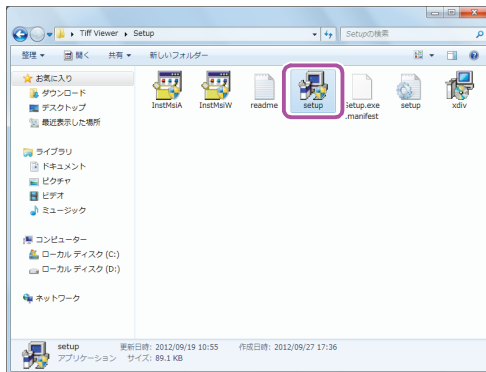 Tiff Viewer ▸ Setup
Setupの検索
整理 ▼ 開く 共有 ▼ 新しいフォルダー
お気に入り
ダウンロード
デスクトップ
最近表示した場所
ライブラリ
ドキュメント
ピクチャ
ビデオ
ミュージック
コンピューター
ローカル ディスク (C:)
ローカル ディスク (D:)
ネットワーク
InstMsiA InstMsiW readme setup Setup.exe setup xdiv
.manifest
setup 更新日時: 2012/09/19 10:55 作成日時: 2012/09/27 17:36
アプリケーション サイズ: 89.1 KB